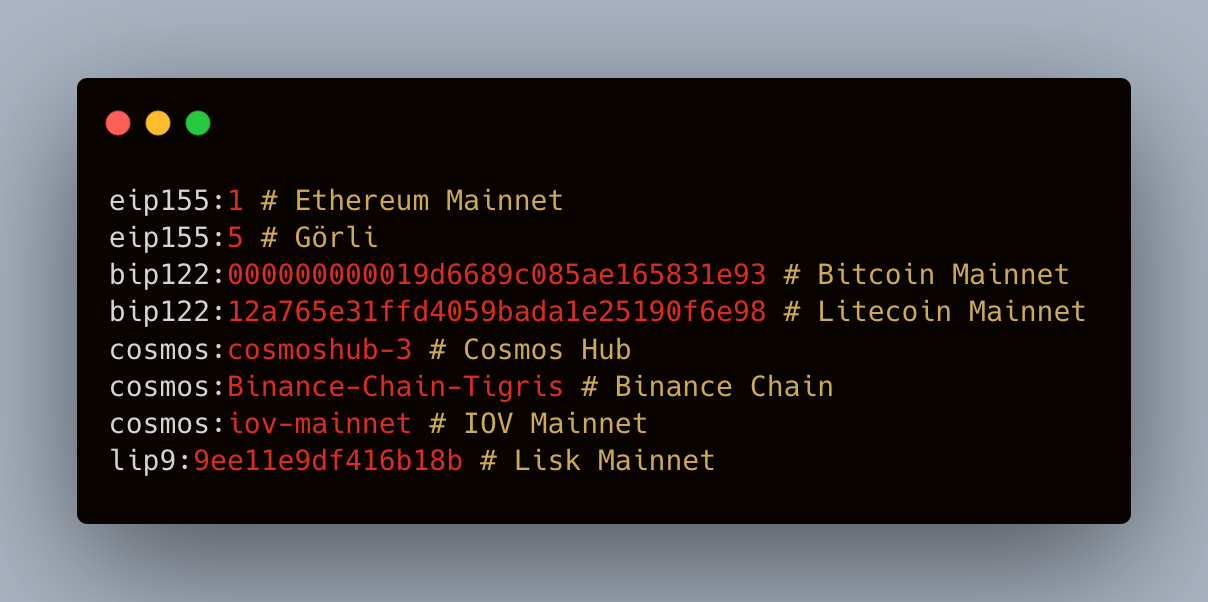 eip155:1 # Ethereum Mainnet
eip155:5 # Görli
bip122:000000000019d6689c085ae165831e93 # Bitcoin Mainnet
bip122:12a765e31ffd4059bada1e25190f6e98 # Litecoin Mainnet
cosmos:cosmoshub-3 # Cosmos Hub
cosmos:Binance-Chain-Tigris # Binance Chain
cosmos:iov-mainnet # IOV Mainnet
lip9:9ee11e9df416b18b # Lisk Mainnet